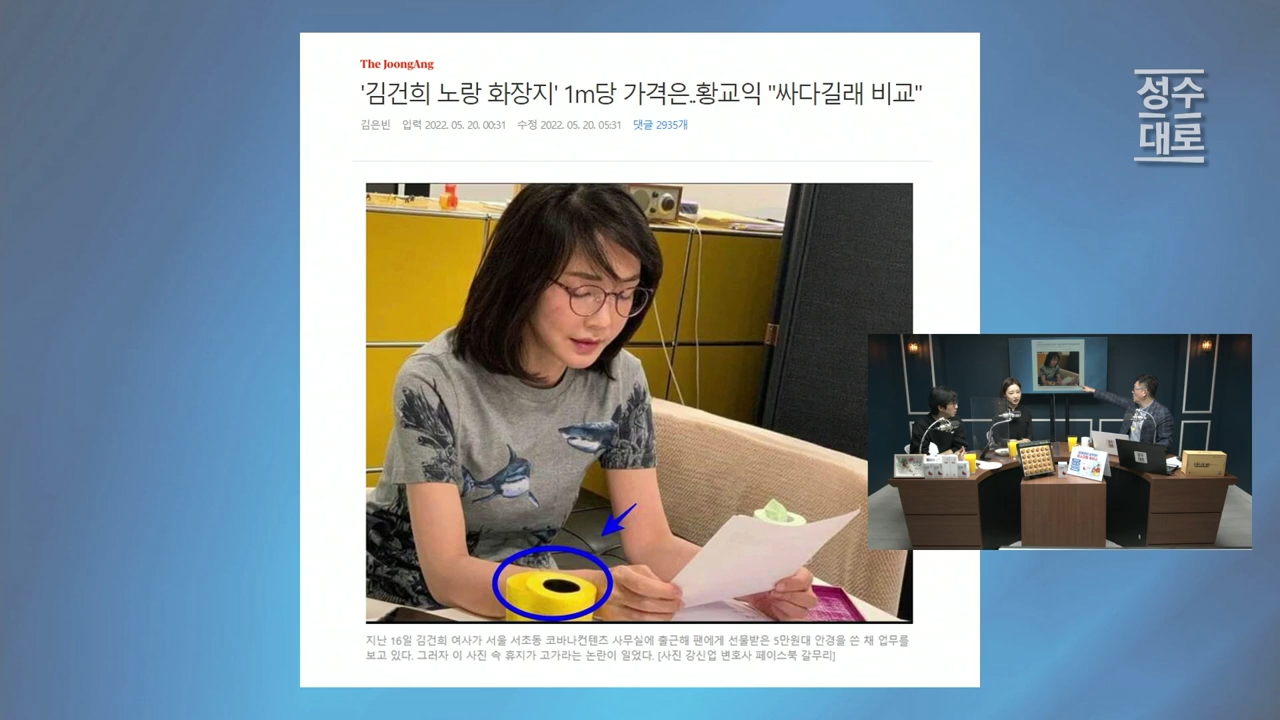 The JoongAng
'김건희 노랑 화장지' 1m당 가격은..황교익 "싸다길래 비교"
김은빈 입력 2022. 05. 20. 00:31 수정 2022. 05. 20. 05:31 댓글 2935개
성수
대로
지난 16일 김건희 여사가 서울 서초동 코바나컨텐츠 사무실에 출근해 팬에게 선물받은 5만원대 안경을 쓴 채 업무를
보고 있다. 그러자 이 사진 속 휴지가 고가라는 논란이 일었다. [사진 강신업 변호사 페이스북 갈무리]